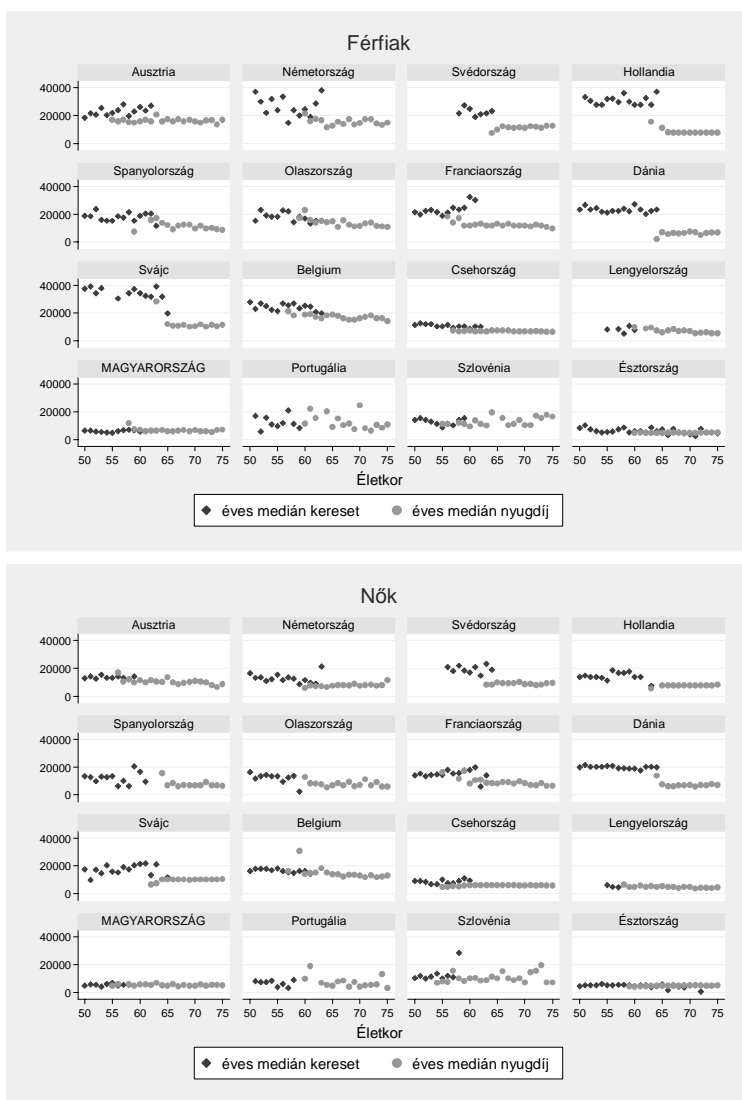 Férfiak
Ausztria Németország Svédország Hollandia
40000
20000
0
Spanyolország Olaszország Franciaország Dánia
40000
20000
0
Svájc Belgium Csehország Lengyelország
40000
20000
0
MAGYARORSZÁG Portugália Szlovénia Észtország
40000
20000
0
50 55 60 65 70 75 50 55 60 65 70 75 50 55 60 65 70 75 50 55 60 65 70 75
Életkor
éves medián kereset éves medián nyugdíj
Nők
Ausztria Németország Svédország Hollandia
40000
20000
0
Spanyolország Olaszország Franciaország Dánia
40000
20000
0
Svájc Belgium Csehország Lengyelország
40000
20000
0
MAGYARORSZÁG Portugália Szlovénia Észtország
40000
20000
0
50 55 60 65 70 75 50 55 60 65 70 75 50 55 60 65 70 75 50 55 60 65 70 75
Életkor
éves medián kereset éves medián nyugdíj